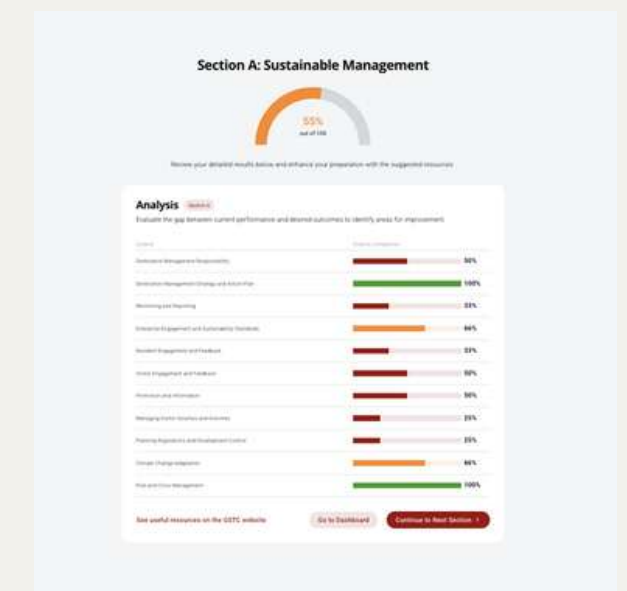 Section A: Sustainable Management
55%
out of 100
Review your detailed results below and enhance your preparation with the suggested resources
Analysis
Evaluate the gap between current performance and desired outcomes to identify areas for improvement
Destination Management Responsibility 50%
Destination Management Strategy and Action Plan 100%
Monitoring and Reporting 33%
Enterprise Engagement and Sustainability Standards 66%
Resident Engagement and Feedback 33%
Visitor Engagement and Feedback 50%
Promotion and Information 50%
Managing Visitor Volumes and Activities 25%
Planning Regulations and Development Control 25%
Climate Change Adaptation 66%
Risk and Crisis Management 100%
See useful resources on the GSTC website
Go to Dashboard
Continue to Next Section